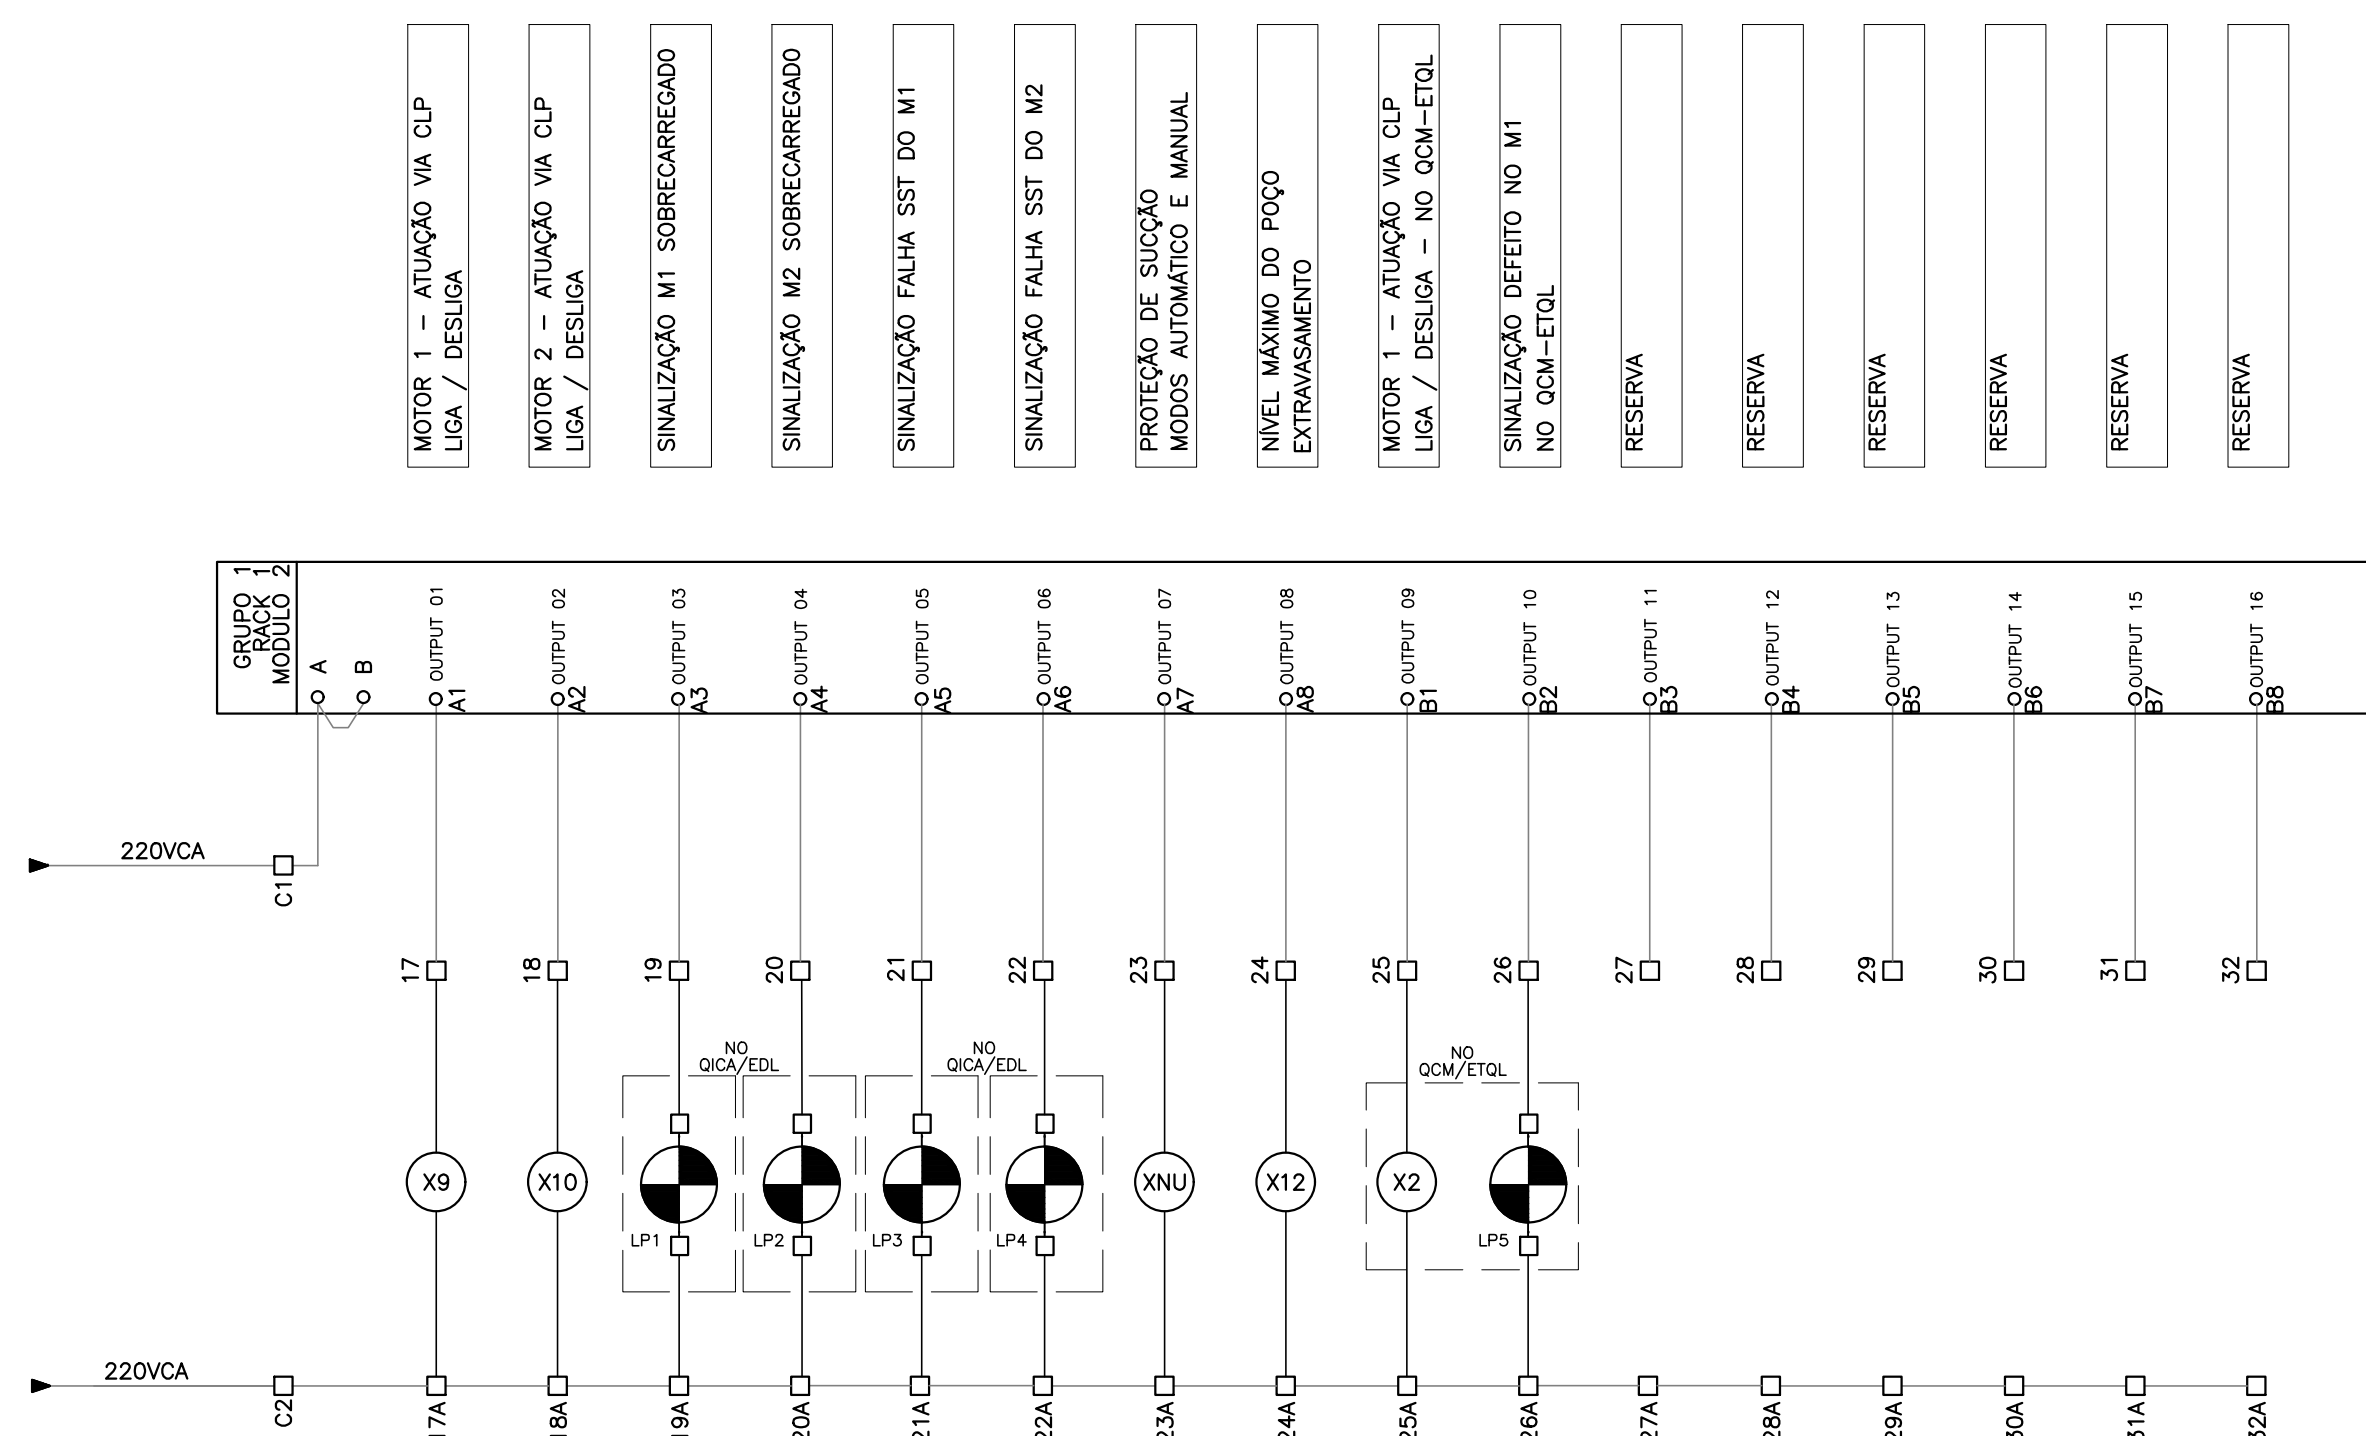 MOTOR 1 - ATUAÇÃO VIA CLP
LIGA / DESLIGA
MOTOR 2 - ATUAÇÃO VIA CLP
LIGA / DESLIGA
SINALIZAÇÃO M1 SOBRECARREGADO
SINALIZAÇÃO M2 SOBRECARREGADO
SINALIZAÇÃO FALHA SST DO M1
SINALIZAÇÃO FALHA SST DO M2
PROTEÇÃO DE SUCÇÃO
MODOS AUTOMÁTICO E MANUAL
NÍVEL MÁXIMO DO POÇO
EXTRAVASAMENTO
MOTOR 1 - ATUAÇÃO VIA CLP
LIGA / DESLIGA - NO QCM-ETQL
SINALIZAÇÃO DEFEITO NO M1
NO QCM-ETQL
RESERVA
RESERVA
RESERVA
RESERVA
RESERVA
RESERVA
GRUPO 1
RACK 1
MODULO 2
A
B
OUTPUT 01
A1
OUTPUT 02
A2
OUTPUT 03
A3
OUTPUT 04
A4
OUTPUT 05
A5
OUTPUT 06
A6
OUTPUT 07
A7
OUTPUT 08
A8
OUTPUT 09
B1
OUTPUT 10
B2
OUTPUT 11
B3
OUTPUT 12
B4
OUTPUT 13
B5
OUTPUT 14
B6
OUTPUT 15
B7
OUTPUT 16
B8
220VCA
C1
17
18
19
20
21
22
23
24
25
26
27
28
29
30
31
32
NO
QICA/EDL
NO
QICA/EDL
NO
QCM/ETQL
X9
X10
XNU
X12
X2
LP1
LP2
LP3
LP4
LP5
220VCA
C2
17A
18A
19A
20A
21A
22A
23A
24A
25A
26A
27A
28A
29A
30A
31A
32A